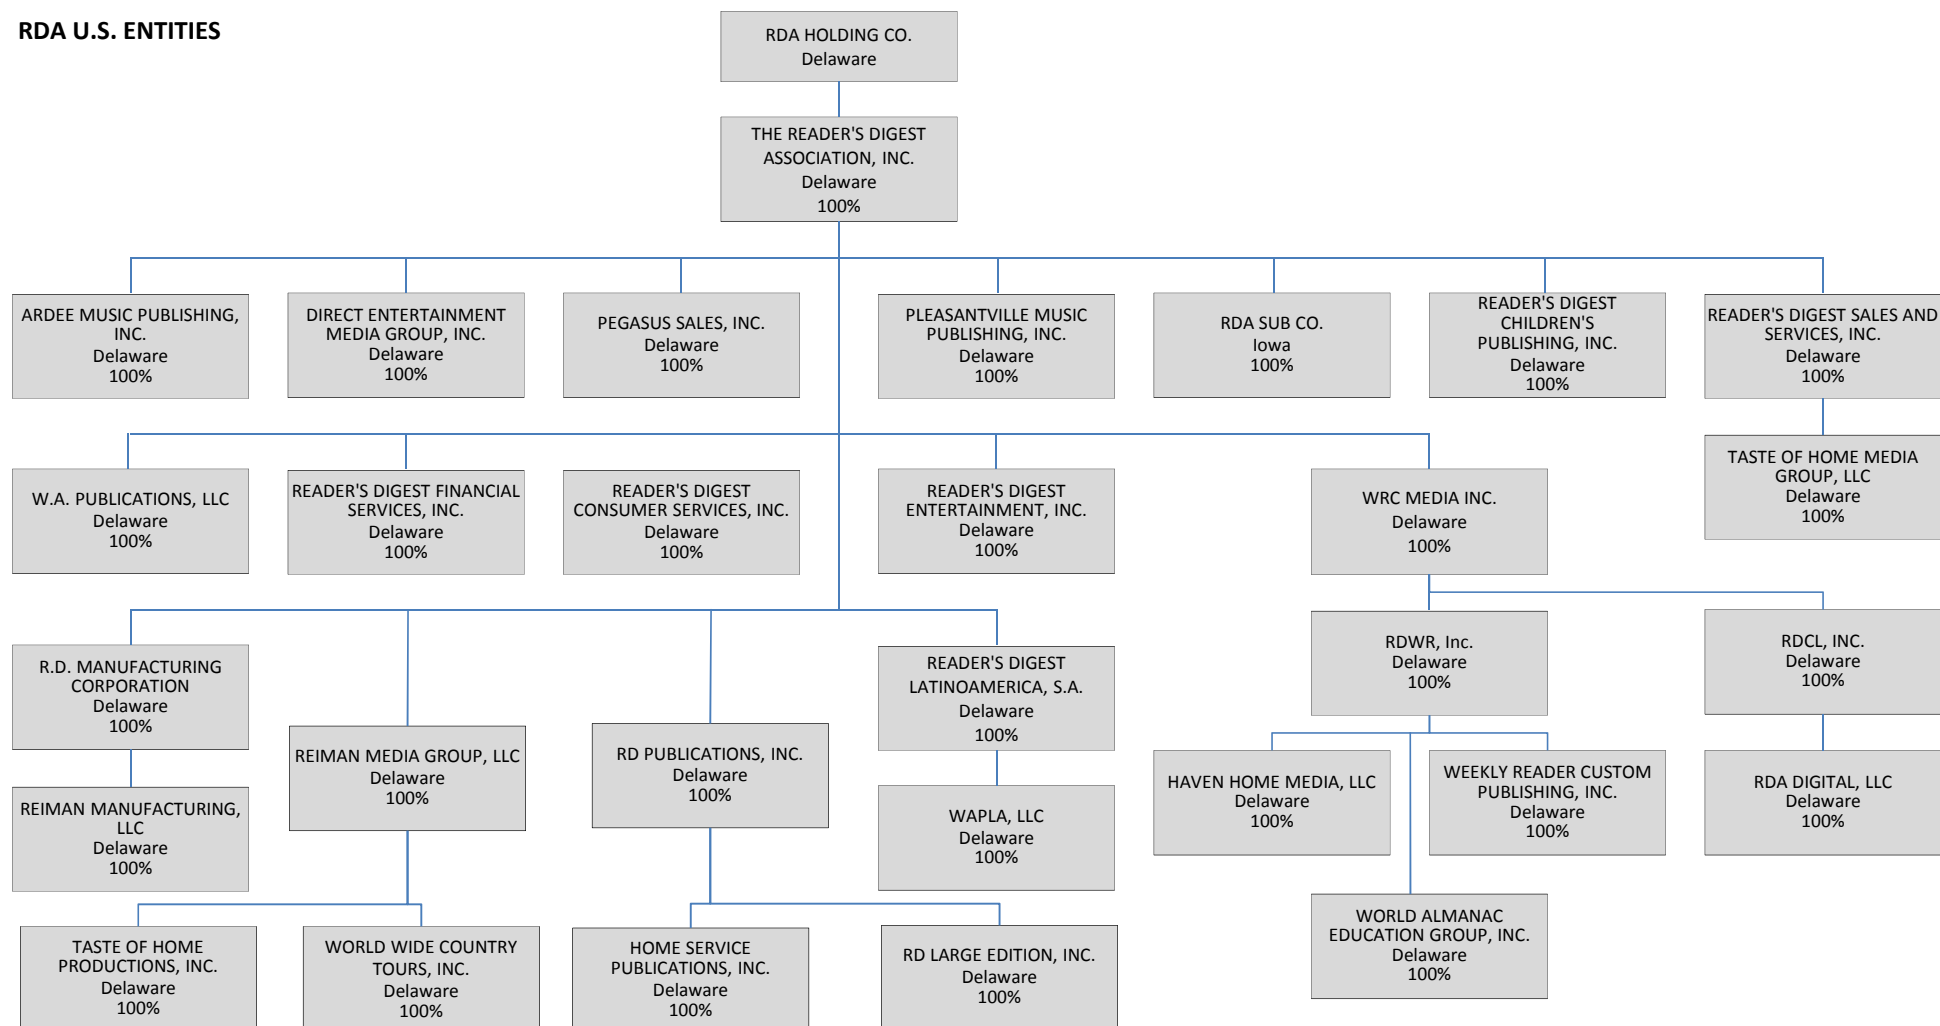 RDA U.S. ENTITIES
RDA HOLDING CO.
Delaware
THE READER'S DIGEST
ASSOCIATION, INC.
Delaware
100%
ARDEE MUSIC PUBLISHING,
INC.
Delaware
100%
DIRECT ENTERTAINMENT
MEDIA GROUP, INC.
Delaware
100%
PEGASUS SALES, INC.
Delaware
100%
PLEASANTVILLE MUSIC
PUBLISHING, INC.
Delaware
100%
RDA SUB CO.
Iowa
100%
READER'S DIGEST
CHILDREN'S
PUBLISHING, INC.
Delaware
100%
READER'S DIGEST SALES AND
SERVICES, INC.
Delaware
100%
W.A. PUBLICATIONS, LLC
Delaware
100%
READER'S DIGEST FINANCIAL
SERVICES, INC.
Delaware
100%
READER'S DIGEST
CONSUMER SERVICES, INC.
Delaware
100%
READER'S DIGEST
ENTERTAINMENT, INC.
Delaware
100%
WRC MEDIA INC.
Delaware
100%
TASTE OF HOME MEDIA
GROUP, LLC
Delaware
100%
R.D. MANUFACTURING
CORPORATION
Delaware
100%
REIMAN MEDIA GROUP, LLC
Delaware
100%
RD PUBLICATIONS, INC.
Delaware
100%
READER'S DIGEST
LATINOAMERICA, S.A.
Delaware
100%
RDWR, Inc.
Delaware
100%
RDCL, INC.
Delaware
100%
REIMAN MANUFACTURING,
LLC
Delaware
100%
WAPLA, LLC
Delaware
100%
HAVEN HOME MEDIA, LLC
Delaware
100%
WEEKLY READER CUSTOM
PUBLISHING, INC.
Delaware
100%
RDA DIGITAL, LLC
Delaware
100%
TASTE OF HOME
PRODUCTIONS, INC.
Delaware
100%
WORLD WIDE COUNTRY
TOURS, INC.
Delaware
100%
HOME SERVICE
PUBLICATIONS, INC.
Delaware
100%
RD LARGE EDITION, INC.
Delaware
100%
WORLD ALMANAC
EDUCATION GROUP, INC.
Delaware
100%